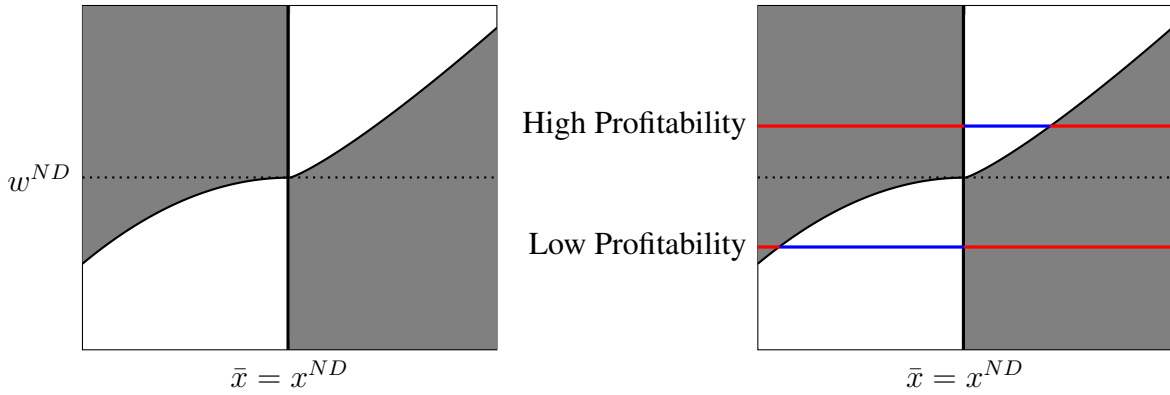 High Profitability
w^{ND}
Low Profitability
x̄ = x^{ND}
x̄ = x^{ND}